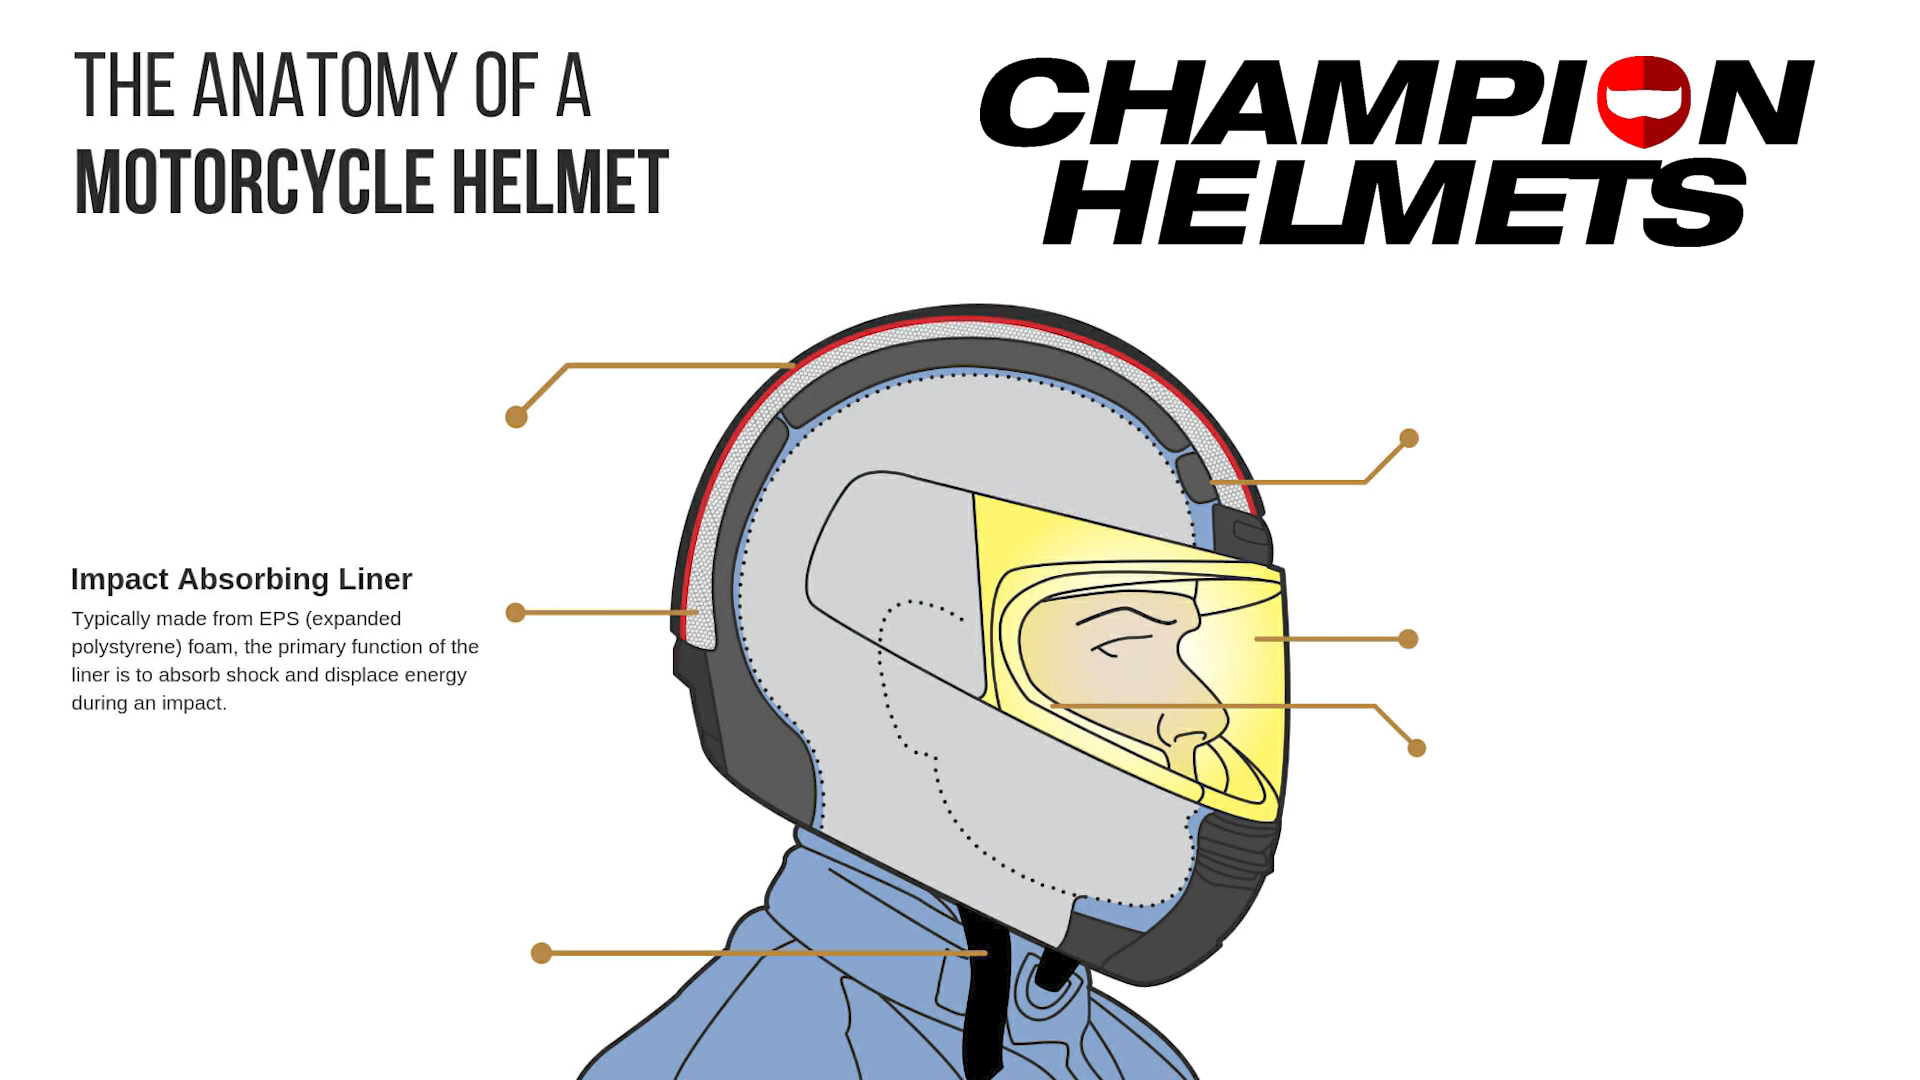 THE ANATOMY OF A
MOTORCYCLE HELMET
CHAMPION
HELMETS
Impact Absorbing Liner
Typically made from EPS (expanded
polystyrene) foam, the primary function of the
liner is to absorb shock and displace energy
during an impact.